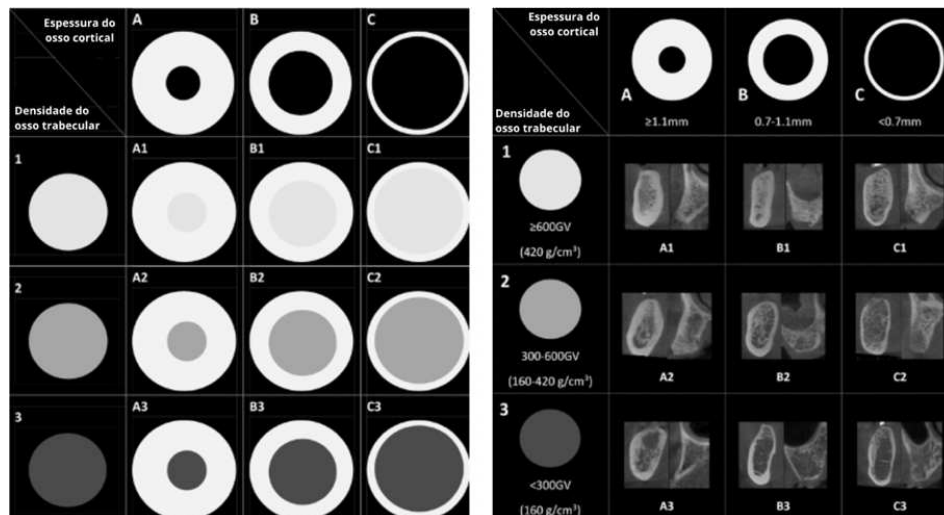 Espessura do
osso cortical
A
B
C
Densidade do
osso trabecular
1
A1
B1
C1
2
A2
B2
C2
3
A3
B3
C3
Espessura do
osso cortical
A
B
C
≥1.1mm
0.7-1.1mm
<0.7mm
Densidade do
osso trabecular
1
≥600GV
(420 g/cm³)
A1
B1
C1
2
300-600GV
(160-420 g/cm³)
A2
B2
C2
3
<300GV
(160 g/cm³)
A3
B3
C3